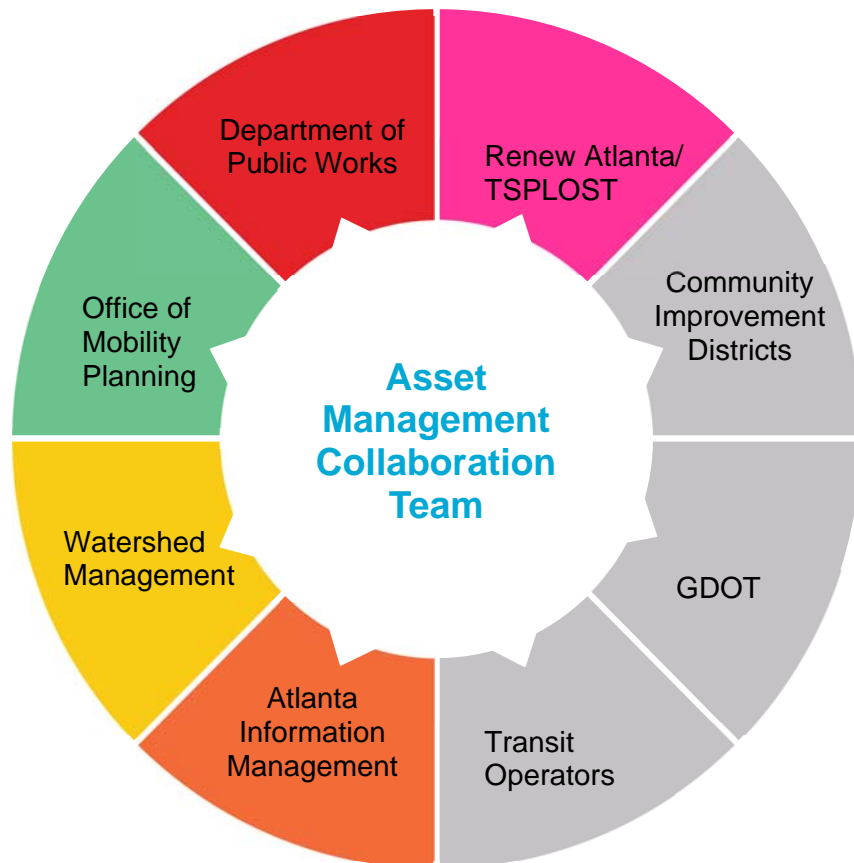 Department of
Public Works
Renew Atlanta/
TSPLOST
Community
Improvement
Districts
GDOT
Transit
Operators
Atlanta
Information
Management
Watershed
Management
Office of
Mobility
Planning
Asset
Management
Collaboration
Team